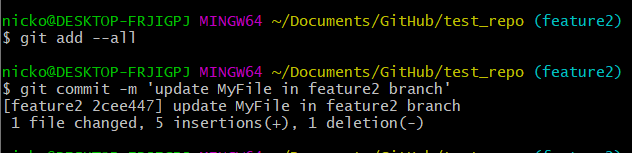 nicko@DESKTOP-FRJIGPJ MINGW64 ~/Documents/GitHub/test_repo (feature2)
$ git add --all
nicko@DESKTOP-FRJIGPJ MINGW64 ~/Documents/GitHub/test_repo (feature2)
$ git commit -m 'update MyFile in feature2 branch'
[feature2 2cee447] update MyFile in feature2 branch
 1 file changed, 5 insertions(+), 1 deletion(-)